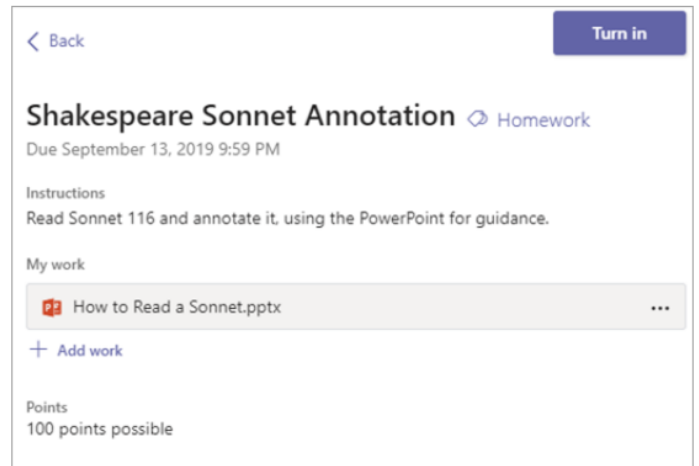 Back
Turn in
Shakespeare Sonnet Annotation Homework
Due September 13, 2019 9:59 PM
Instructions
Read Sonnet 116 and annotate it, using the PowerPoint for guidance.
My work
How to Read a Sonnet.pptx
Add work
Points
100 points possible